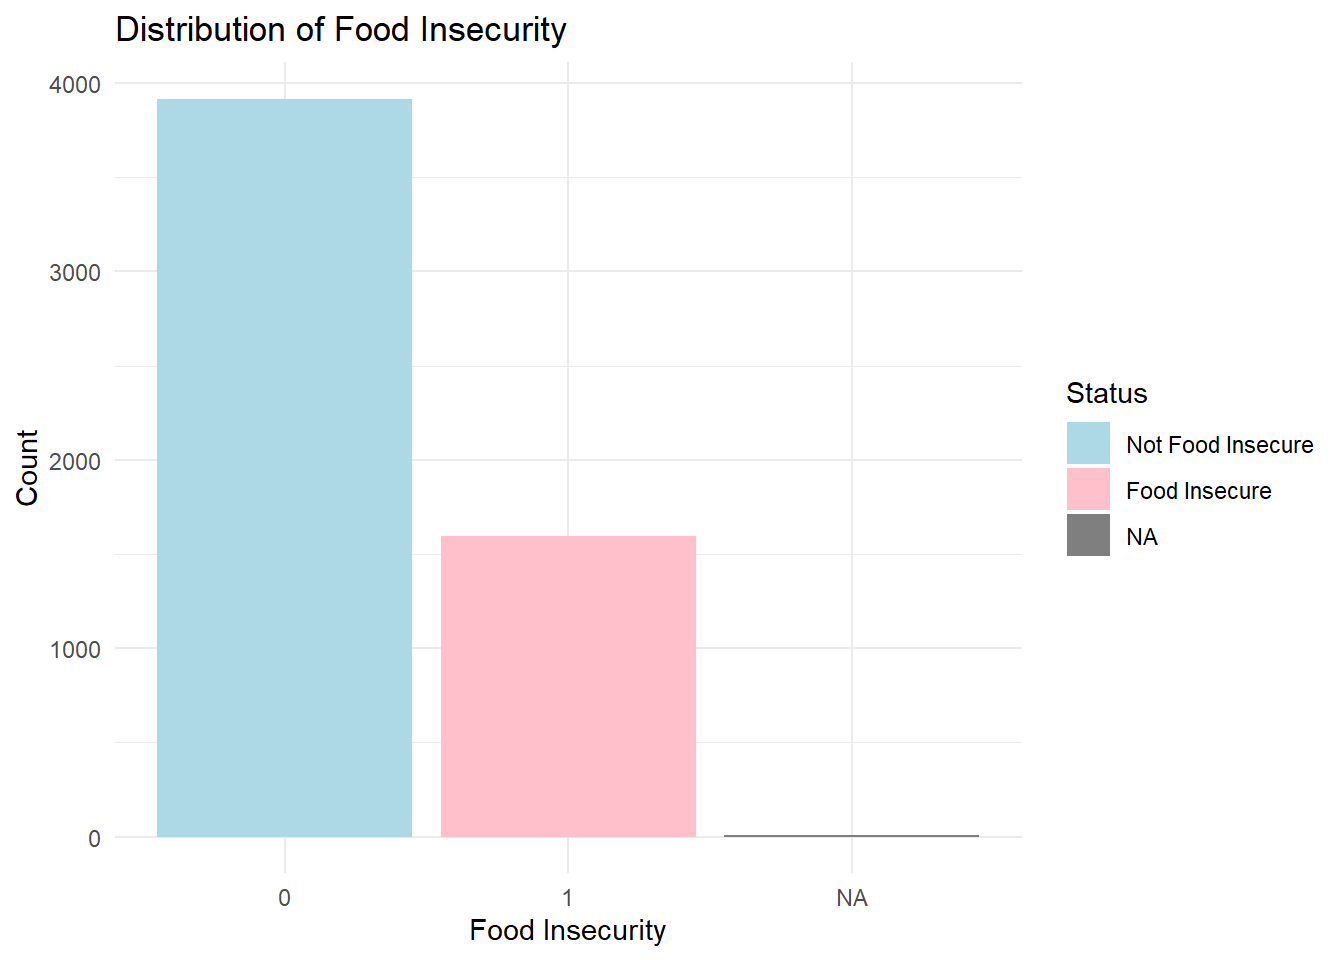 Distribution of Food Insecurity
4000
3000
2000
1000
0
Count
0
1
NA
Food Insecurity
Status
Not Food Insecure
Food Insecure
NA